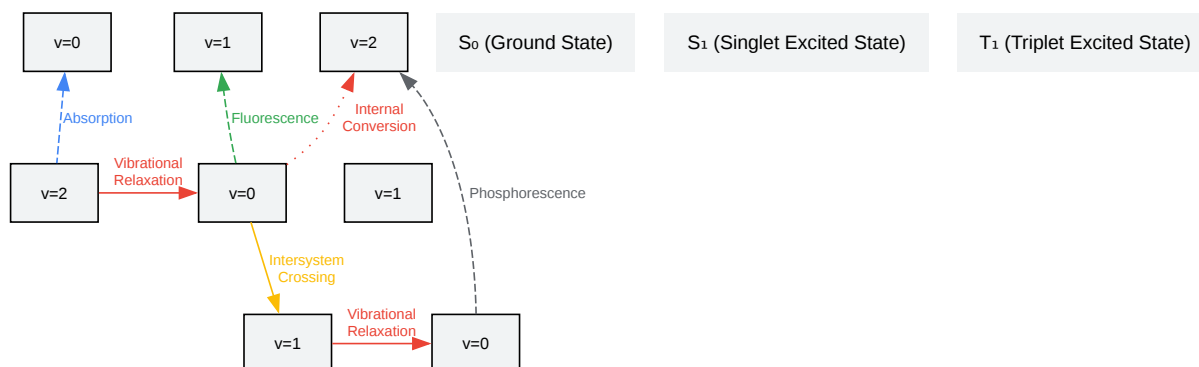 v=0
v=1
v=2
S₀ (Ground State)
S₁ (Singlet Excited State)
T₁ (Triplet Excited State)
Absorption
Fluorescence
Internal
Conversion
Vibrational
Relaxation
v=2
v=0
v=1
Phosphorescence
Intersystem
Crossing
Vibrational
Relaxation
v=1
v=0